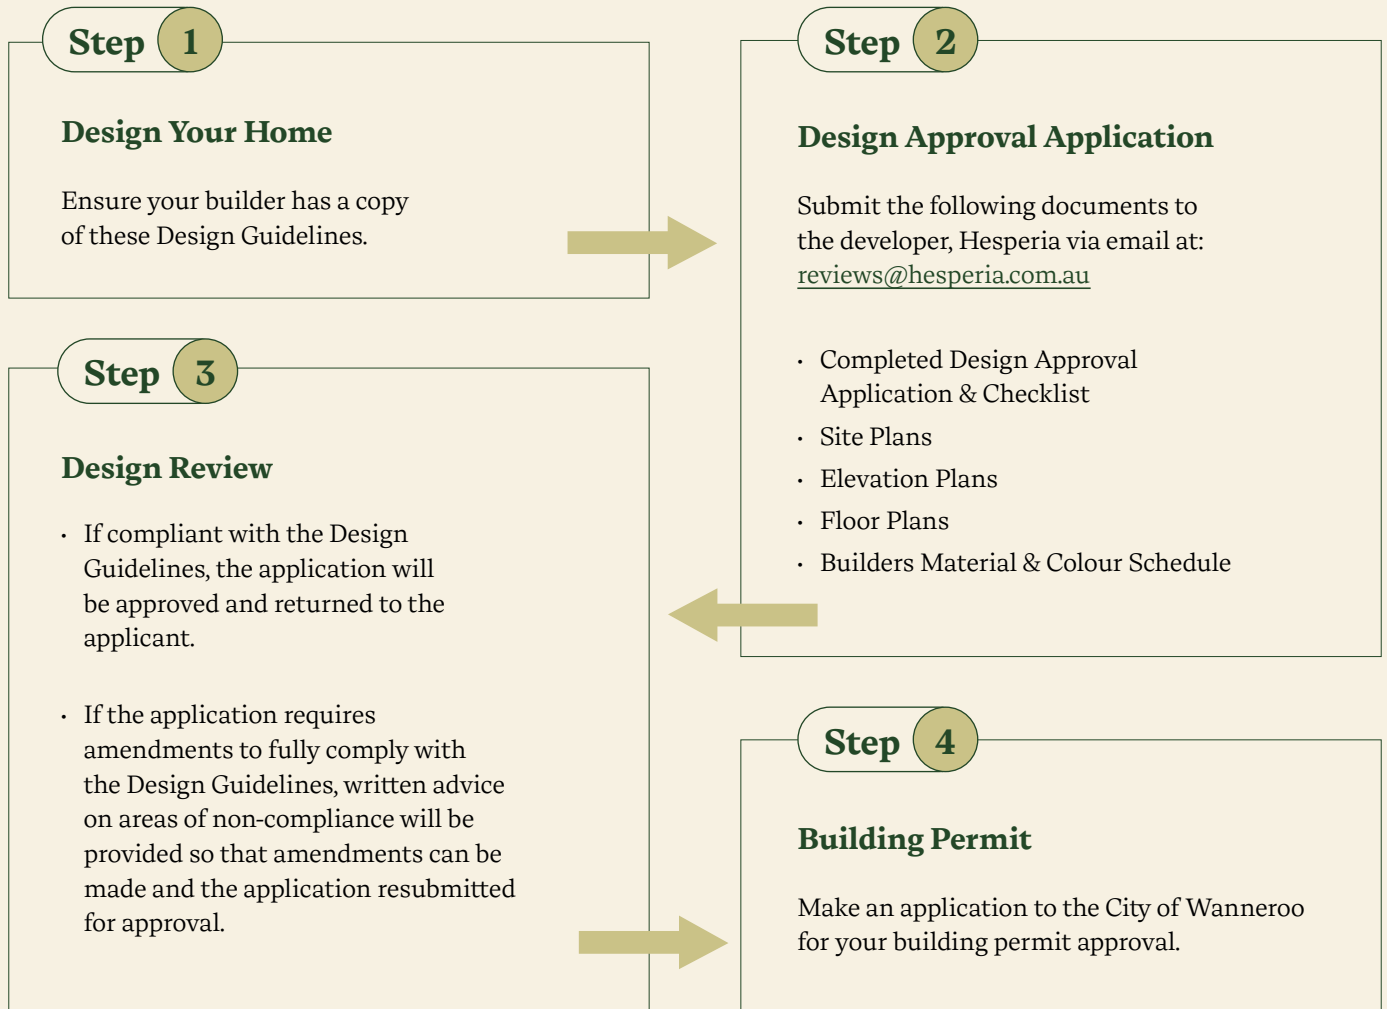 Step 1
Design Your Home
Ensure your builder has a copy
of these Design Guidelines.
Step 2
Design Approval Application
Submit the following documents to
the developer, Hesperia via email at:
reviews@hesperia.com.au
· Completed Design Approval
Application & Checklist
· Site Plans
· Elevation Plans
· Floor Plans
· Builders Material & Colour Schedule
Step 3
Design Review
· If compliant with the Design
Guidelines, the application will
be approved and returned to the
applicant.
· If the application requires
amendments to fully comply with
the Design Guidelines, written advice
on areas of non-compliance will be
provided so that amendments can be
made and the application resubmitted
for approval.
Step 4
Building Permit
Make an application to the City of Wanneroo
for your building permit approval.